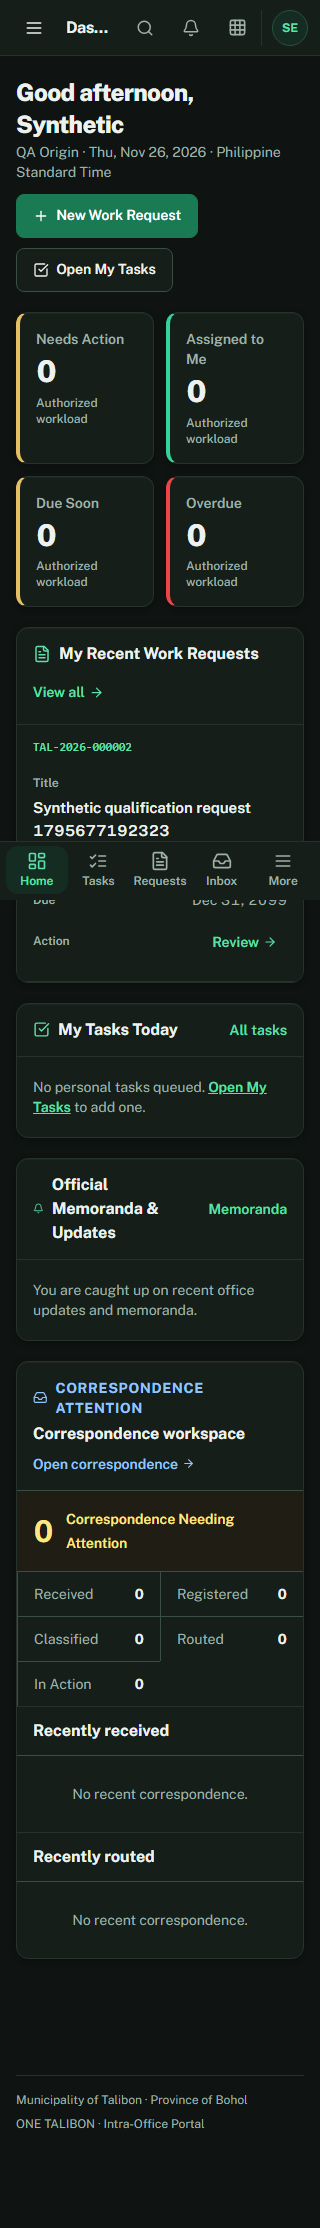 Das...
SE
Good afternoon,
Synthetic
QA Origin · Thu, Nov 26, 2026 · Philippine
Standard Time
New Work Request
Open My Tasks
Needs Action
0
Authorized
workload
Assigned to
Me
0
Authorized
workload
Due Soon
0
Authorized
workload
Overdue
0
Authorized
workload
My Recent Work Requests
View all
TAL-2026-000002
Title
Synthetic qualification request
1795677192323
Home
Tasks
Requests
Inbox
More
Due
Dec 31, 2099
Action
Review
My Tasks Today
All tasks
No personal tasks queued. Open My
Tasks to add one.
Official
Memoranda &
Updates
Memoranda
You are caught up on recent office
updates and memoranda.
CORRESPONDENCE
ATTENTION
Correspondence workspace
Open correspondence
0
Correspondence Needing
Attention
Received 0
Registered 0
Classified 0
Routed 0
In Action 0
Recently received
No recent correspondence.
Recently routed
No recent correspondence.
Municipality of Talibon · Province of Bohol
ONE TALIBON · Intra-Office Portal